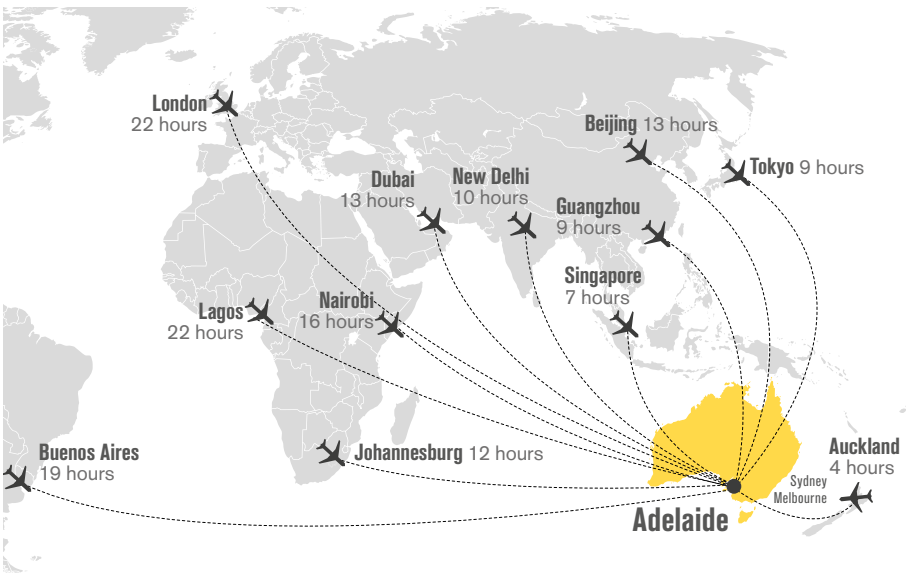 London
22 hours
Beijing 13 hours
Tokyo 9 hours
Dubai
13 hours
New Delhi
10 hours
Guangzhou
9 hours
Singapore
7 hours
Lagos
22 hours
Nairobi
16 hours
Buenos Aires
19 hours
Johannesburg 12 hours
Auckland
4 hours
Sydney
Melbourne
Adelaide